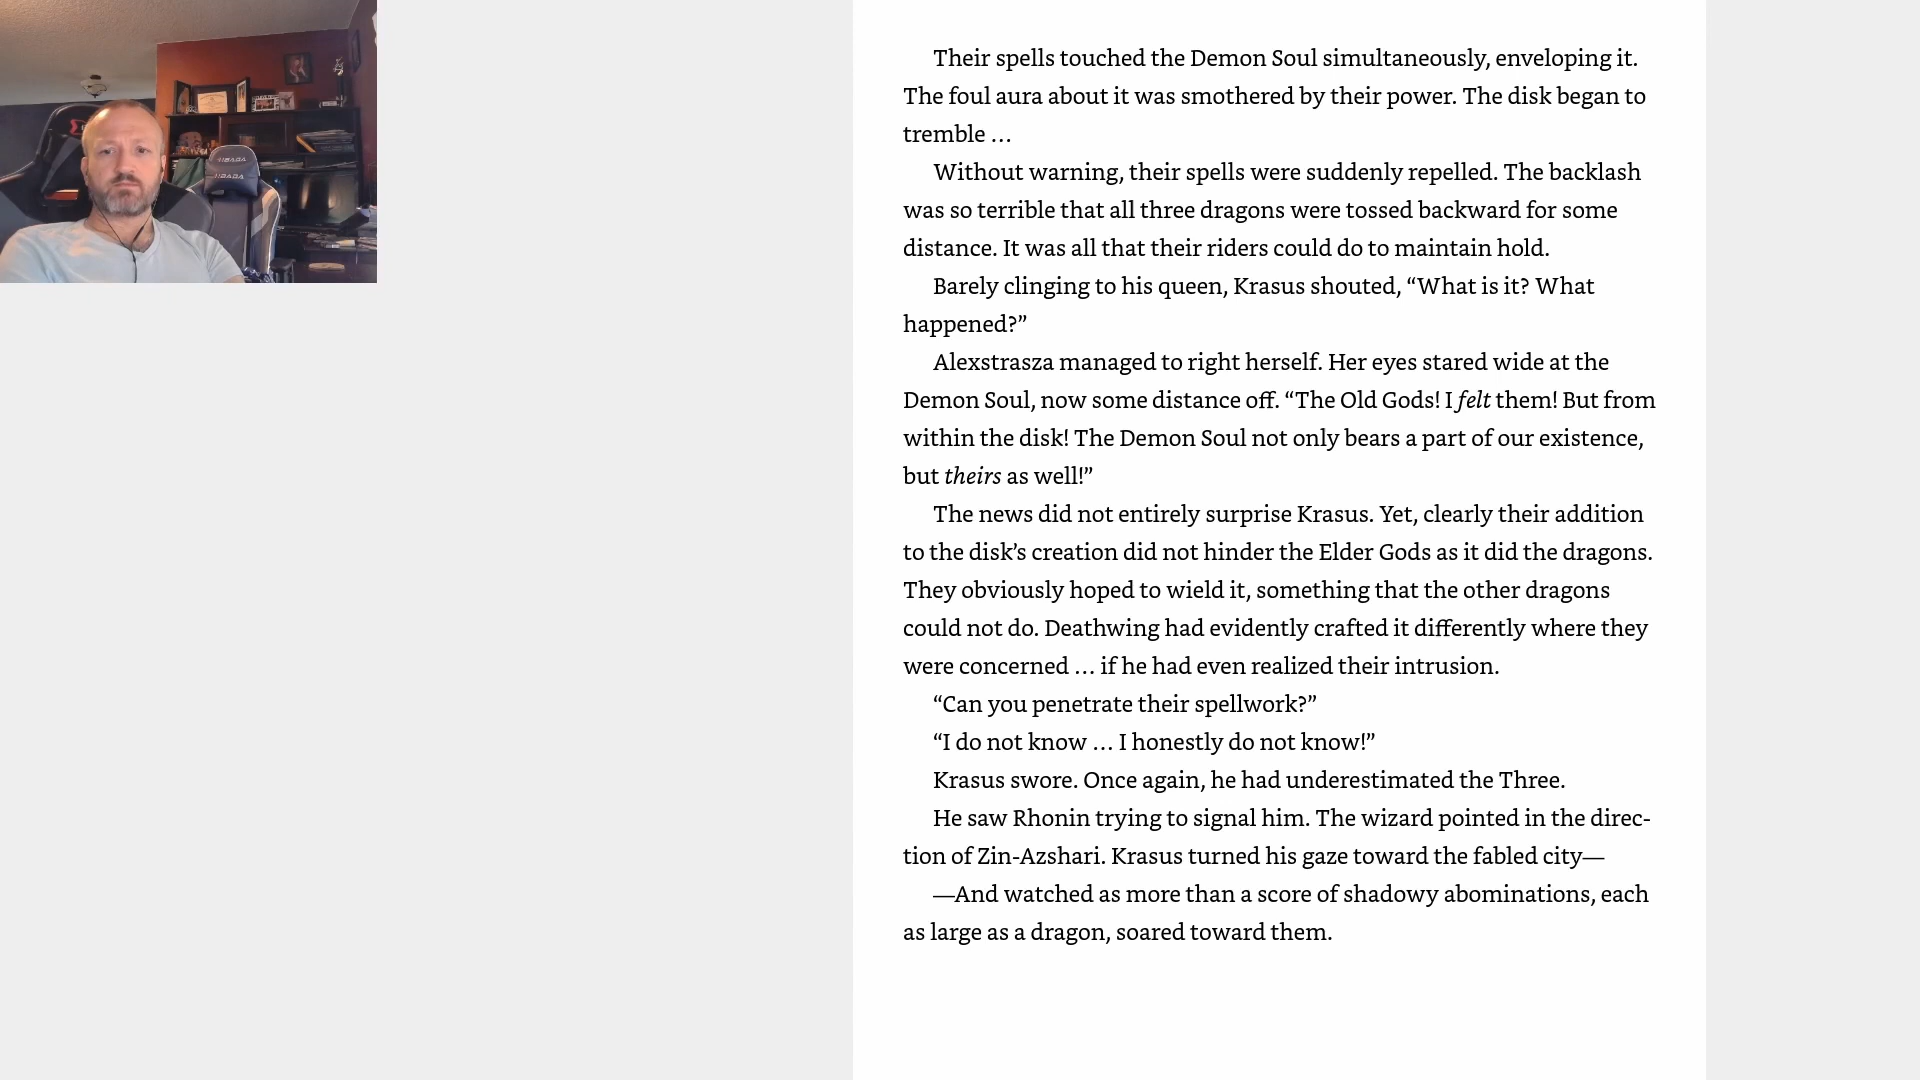 Their spells touched the Demon Soul simultaneously, enveloping it.
The foul aura about it was smothered by their power. The disk began to
tremble …
Without warning, their spells were suddenly repelled. The backlash
was so terrible that all three dragons were tossed backward for some
distance. It was all that their riders could do to maintain hold.
Barely clinging to his queen, Krasus shouted, “What is it? What
happened?”
Alexstrasza managed to right herself. Her eyes stared wide at the
Demon Soul, now some distance off. “The Old Gods! I felt them! But from
within the disk! The Demon Soul not only bears a part of our existence,
but theirs as well!”
The news did not entirely surprise Krasus. Yet, clearly their addition
to the disk’s creation did not hinder the Elder Gods as it did the dragons.
They obviously hoped to wield it, something that the other dragons
could not do. Deathwing had evidently crafted it differently where they
were concerned … if he had even realized their intrusion.
“Can you penetrate their spellwork?”
“I do not know … I honestly do not know!”
Krasus swore. Once again, he had underestimated the Three.
He saw Rhonin trying to signal him. The wizard pointed in the direc-
tion of Zin-Azshari. Krasus turned his gaze toward the fabled city—
—And watched as more than a score of shadowy abominations, each
as large as a dragon, soared toward them.